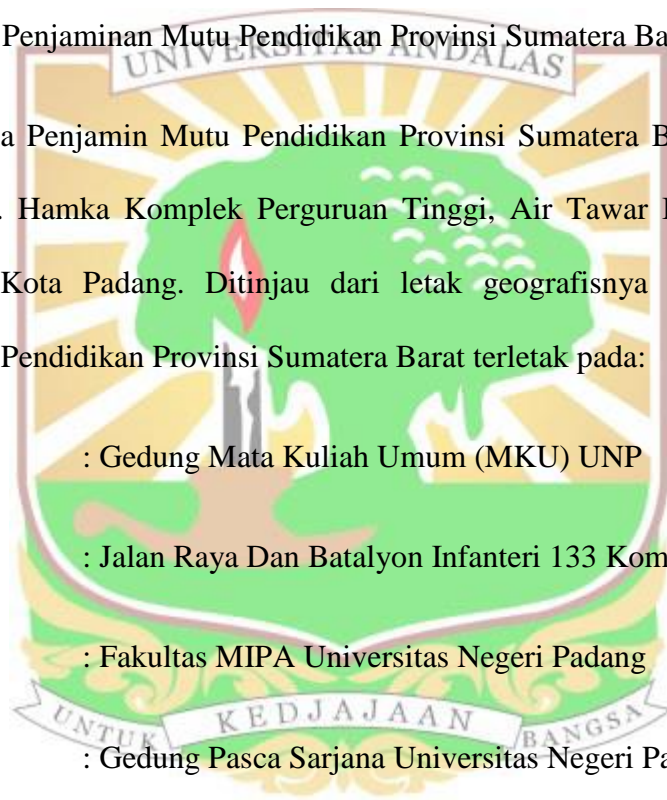 Penjaminan Mutu Pendidikan Provinsi Sumatera Ba
UNIVERSITAS ANDALAS
a Penjamin Mutu Pendidikan Provinsi Sumatera B
. Hamka Komplek Perguruan Tinggi, Air Tawar
Kota Padang. Ditinjau dari letak geografisnya
Pendidikan Provinsi Sumatera Barat terletak pada:
: Gedung Mata Kuliah Umum (MKU) UNP
: Jalan Raya Dan Batalyon Infanteri 133 Kom
: Fakultas MIPA Universitas Negeri Padang
UNTUK KEDJAJAAN BANGSA
: Gedung Pasca Sarjana Universitas Negeri Pa